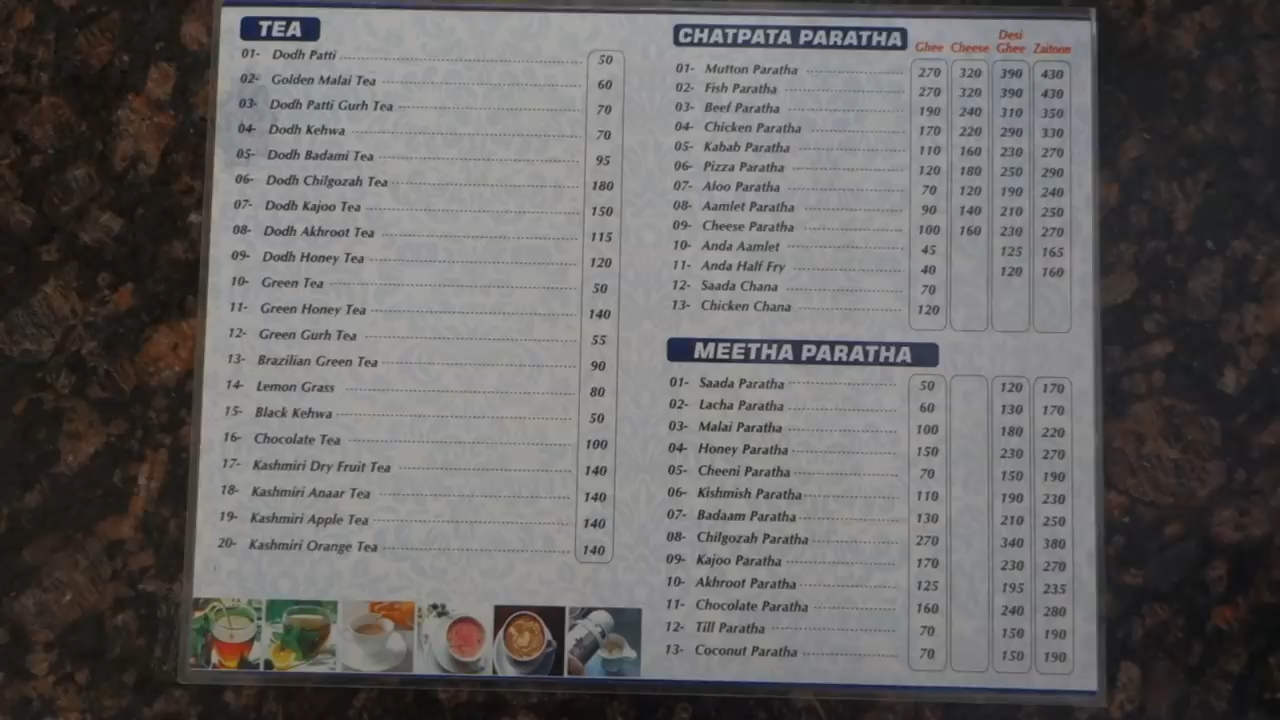 TEA
01- Dodh Patti 50
02- Golden Malai Tea 60
03- Dodh Patti Gurh Tea 70
04- Dodh Kehwa 70
05- Dodh Badami Tea 95
06- Dodh Chilgozah Tea 180
07- Dodh Kajoo Tea 150
08- Dodh Akhroot Tea 115
09- Dodh Honey Tea 120
10- Green Tea 50
11- Green Honey Tea 140
12- Green Gurh Tea 55
13- Brazilian Green Tea 90
14- Lemon Grass 80
15- Black Kehwa 50
16- Chocolate Tea 100
17- Kashmiri Dry Fruit Tea 140
18- Kashmiri Anaar Tea 140
19- Kashmiri Apple Tea 140
20- Kashmiri Orange Tea 140
CHATPATA PARATHA Ghee Cheese Desi Ghee Zaitoon
01- Mutton Paratha 270 320 390 430
02- Fish Paratha 270 320 390 430
03- Beef Paratha 190 240 310 350
04- Chicken Paratha 170 220 290 330
05- Kabab Paratha 110 160 230 270
06- Pizza Paratha 120 180 250 290
07- Aloo Paratha 70 120 190 240
08- Aamlet Paratha 90 140 210 250
09- Cheese Paratha 100 160 230 270
10- Anda Aamlet 45 125 165
11- Anda Half Fry 40 120 160
12- Saada Chana 70
13- Chicken Chana 120
MEETHA PARATHA
01- Saada Paratha 50 120 170
02- Lacha Paratha 60 130 170
03- Malai Paratha 100 180 220
04- Honey Paratha 150 230 270
05- Cheeni Paratha 70 150 190
06- Kishmish Paratha 110 190 230
07- Badaam Paratha 130 210 250
08- Chilgozah Paratha 270 340 380
09- Kajoo Paratha 170 230 270
10- Akhroot Paratha 125 195 235
11- Chocolate Paratha 160 240 280
12- Till Paratha 70 150 190
13- Coconut Paratha 70 150 190